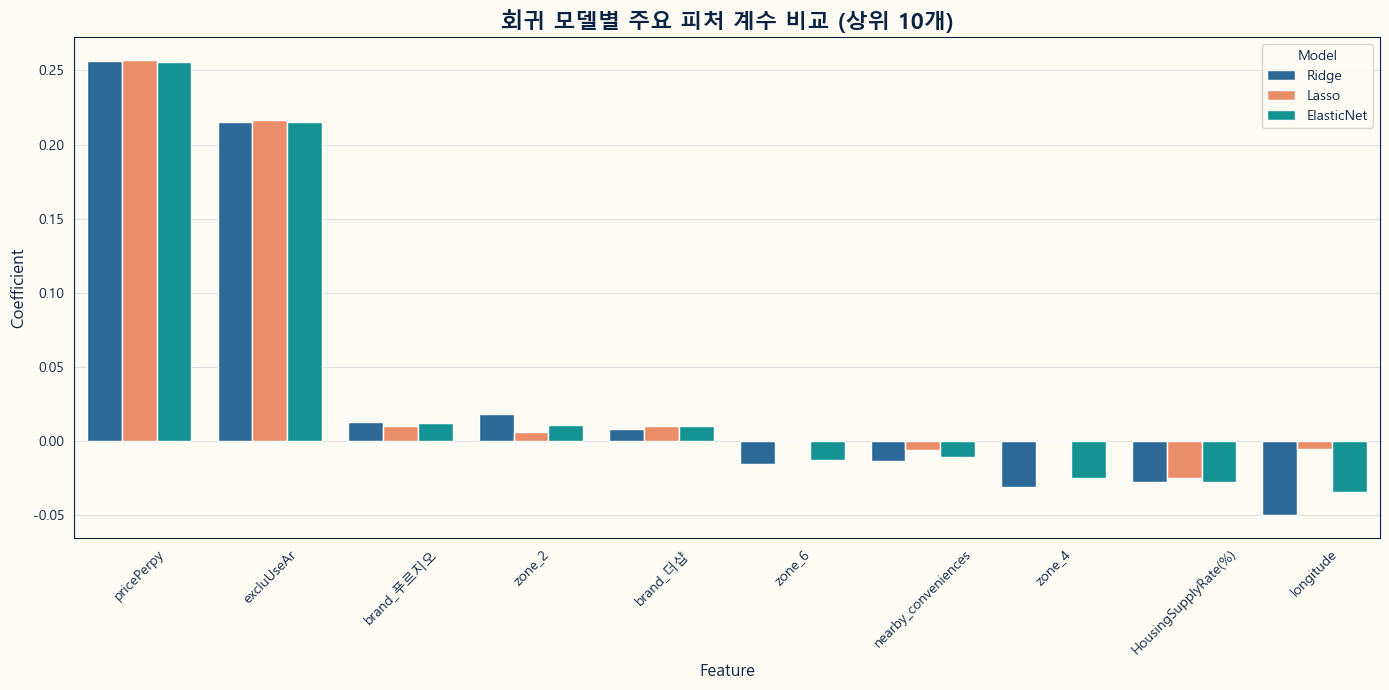 회귀 모델별 주요 피처 계수 비교 (상위 10개)
Model
Ridge
Lasso
ElasticNet
Coefficient
0.25
0.20
0.15
0.10
0.05
0.00
-0.05
pricePerpy
excluUseAr
brand_푸르지오
zone_2
brand_더샵
zone_6
nearby_conveniences
zone_4
HousingSupplyRate(%)
longitude
Feature